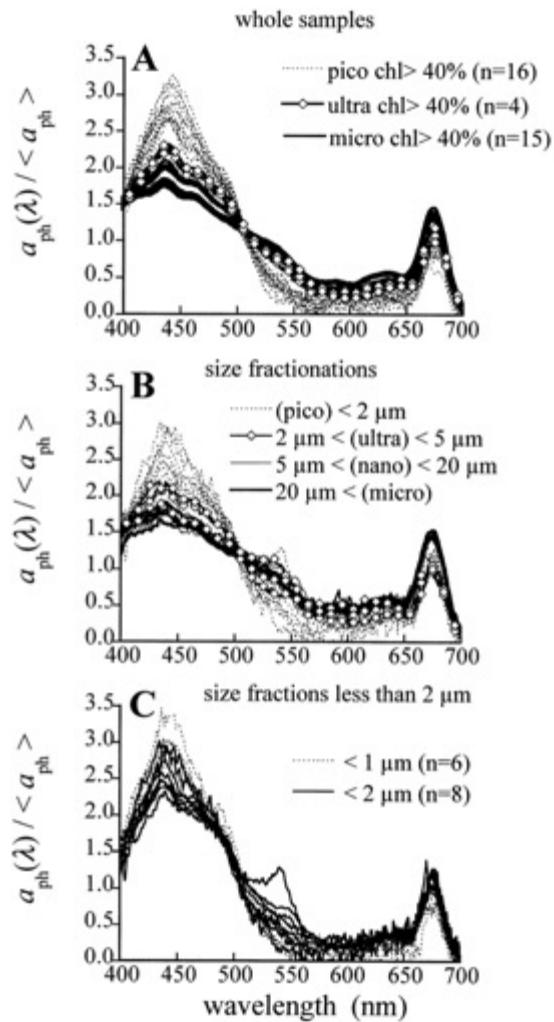 whole samples
A
pico chl> 40% (n=16)
ultra chl> 40% (n=4)
micro chl> 40% (n=15)
a_ph(λ) / < a_ph >
3.5
3.0
2.5
2.0
1.5
1.0
0.5
0.0
400 450 500 550 600 650 700
size fractionations
B
(pico) < 2 µm
2 µm < (ultra) < 5 µm
5 µm < (nano) < 20 µm
20 µm < (micro)
a_ph(λ) / < a_ph >
3.5
3.0
2.5
2.0
1.5
1.0
0.5
0.0
400 450 500 550 600 650 700
size fractions less than 2 µm
C
< 1 µm (n=6)
< 2 µm (n=8)
a_ph(λ) / < a_ph >
3.5
3.0
2.5
2.0
1.5
1.0
0.5
0.0
400 450 500 550 600 650 700
wavelength (nm)